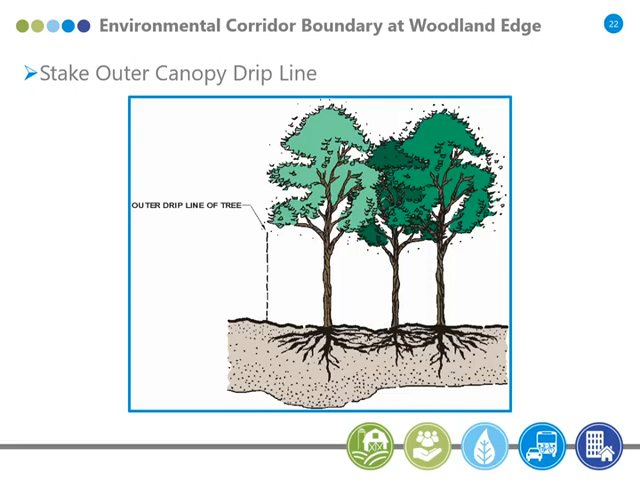 Environmental Corridor Boundary at Woodland Edge
22
Stake Outer Canopy Drip Line
OUTER DRIP LINE OF TREE